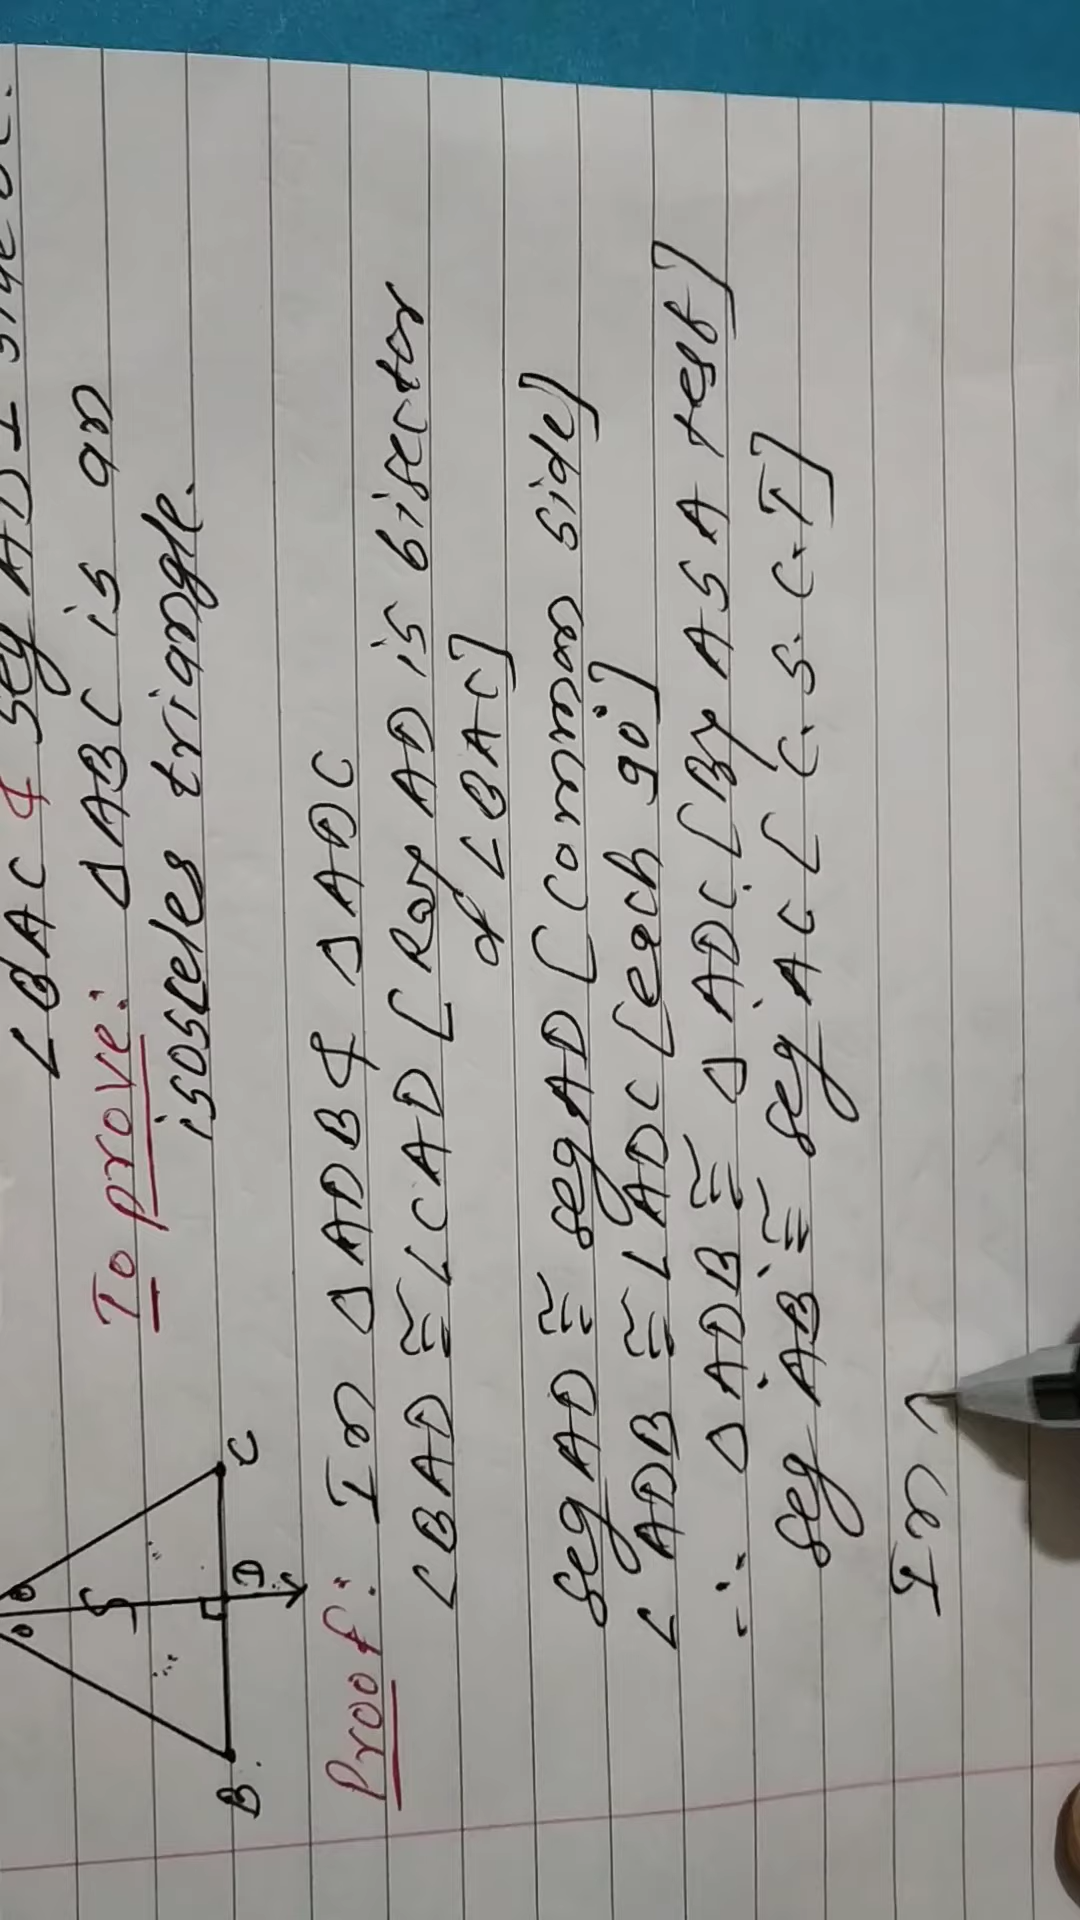 ∠BAC & seg AD ⊥ side BC.
To prove: △ABC is an
isosceles triangle.
B D C
Proof: In △ADB & △ADC
∠BAD ≅ ∠CAD [Ray AD is bisector
of ∠BAC]
seg AD ≅ seg AD [Common side]
∠ADB ≅ ∠ADC [each 90°]
∴ △ADB ≅ △ADC [By ASA test]
seg AB ≅ seg AC [C.S.C.T]